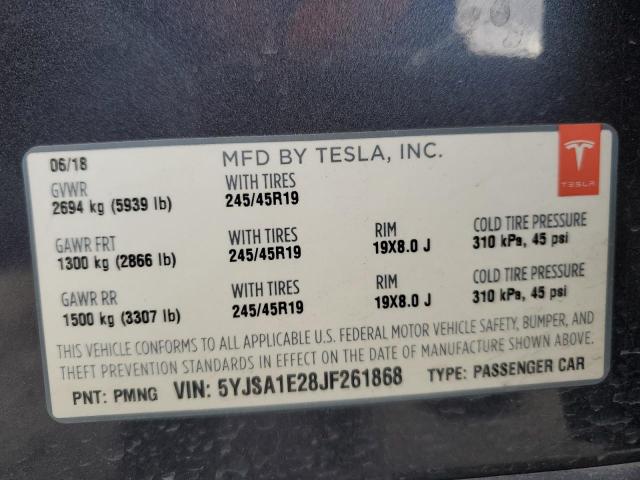 06/18 MFD BY TESLA, INC.
TESLA
GVWR WITH TIRES
2694 kg (5939 lb) 245/45R19
GAWR FRT WITH TIRES RIM COLD TIRE PRESSURE
1300 kg (2866 lb) 245/45R19 19X8.0 J 310 kPa, 45 psi
GAWR RR WITH TIRES RIM COLD TIRE PRESSURE
1500 kg (3307 lb) 245/45R19 19X8.0 J 310 kPa, 45 psi
THIS VEHICLE CONFORMS TO ALL APPLICABLE U.S. FEDERAL MOTOR VEHICLE SAFETY, BUMPER, AND
THEFT PREVENTION STANDARDS IN EFFECT ON THE DATE OF MANUFACTURE SHOWN ABOVE.
PNT: PMNG VIN: 5YJSA1E28JF261868 TYPE: PASSENGER CAR